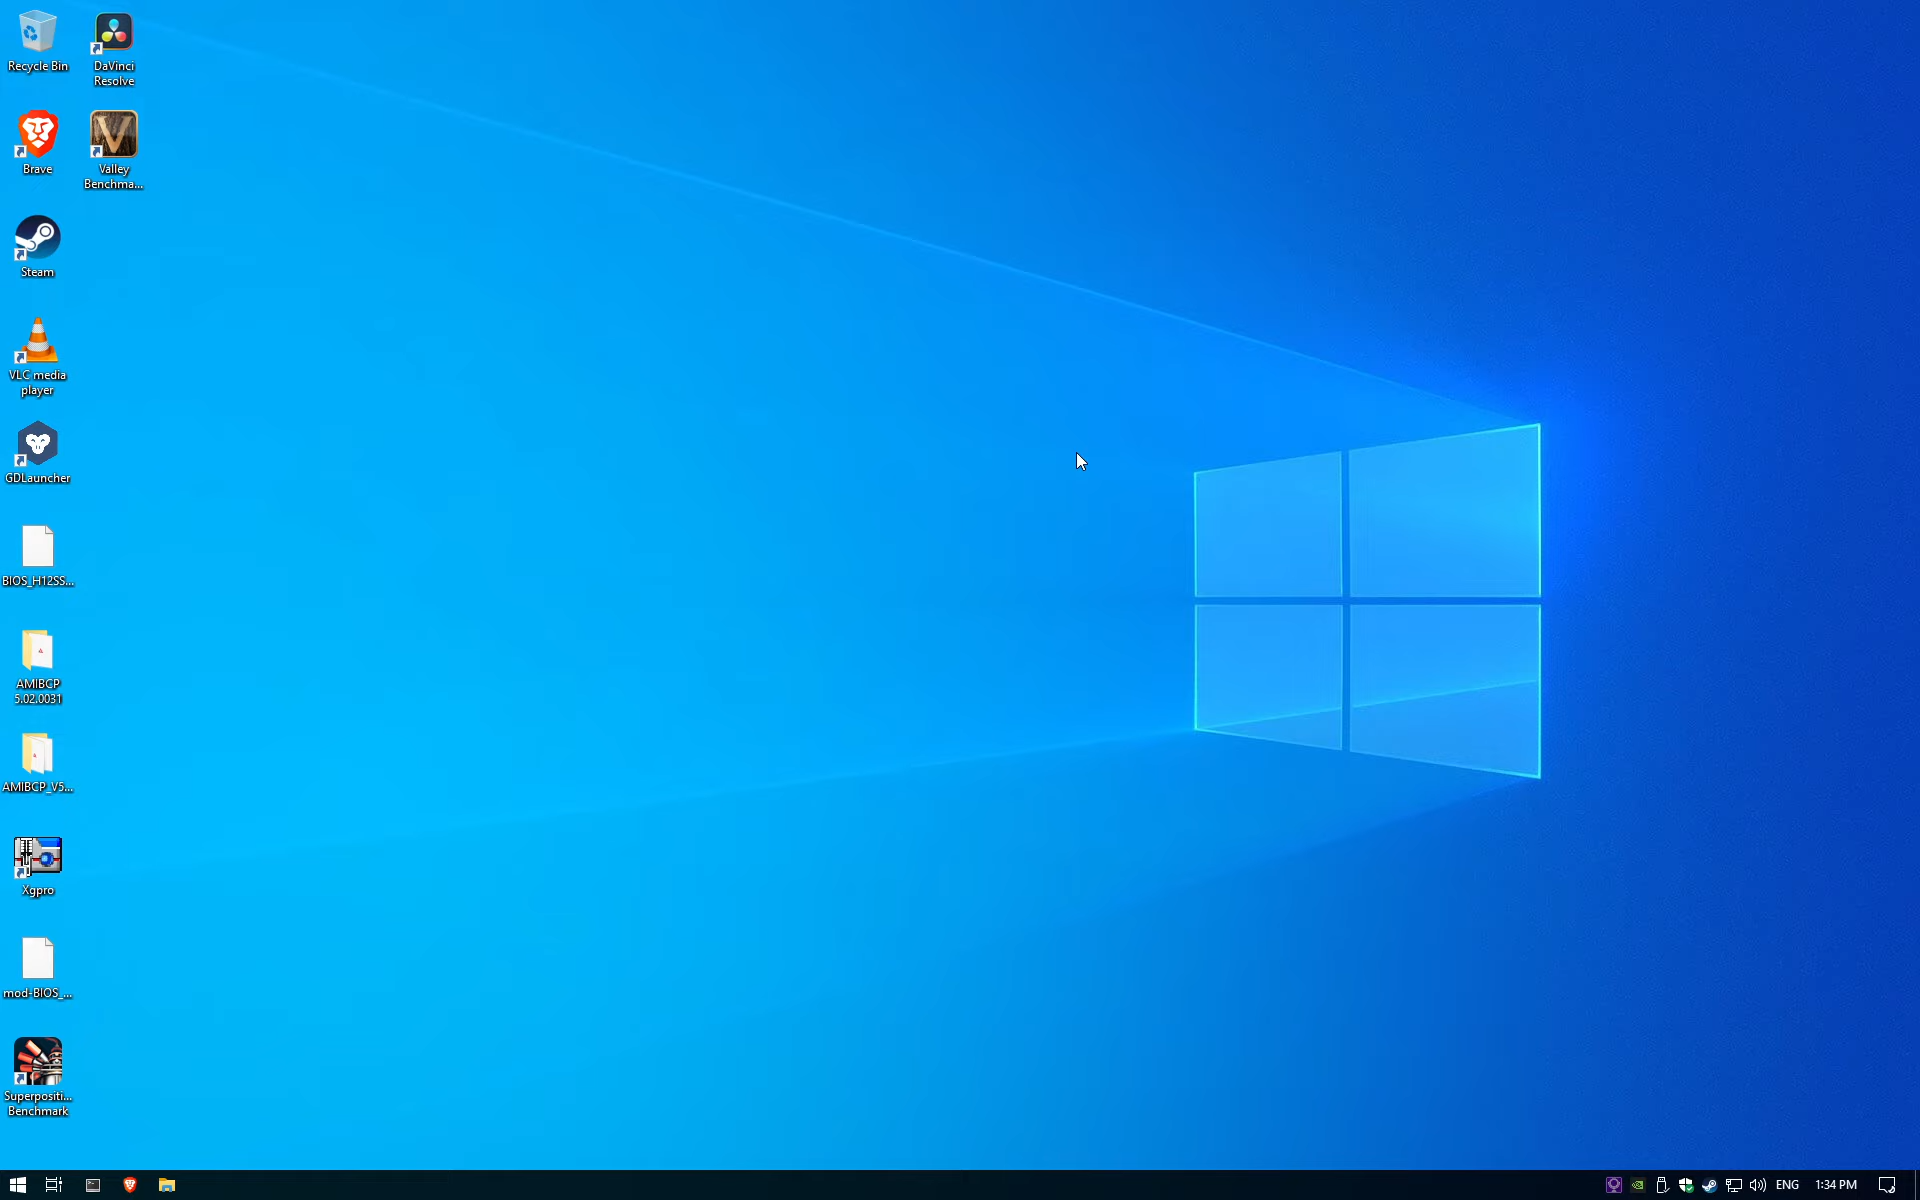 Recycle Bin
DaVinci
Resolve
Brave
Valley
Benchma...
Steam
VLC media
player
GDLauncher
BIOS_H12SS...
AMIBCP
5.02.0031
AMIBCP_V5...
Xgpro
mod-BIOS_...
Superpositi...
Benchmark
ENG
1:34 PM